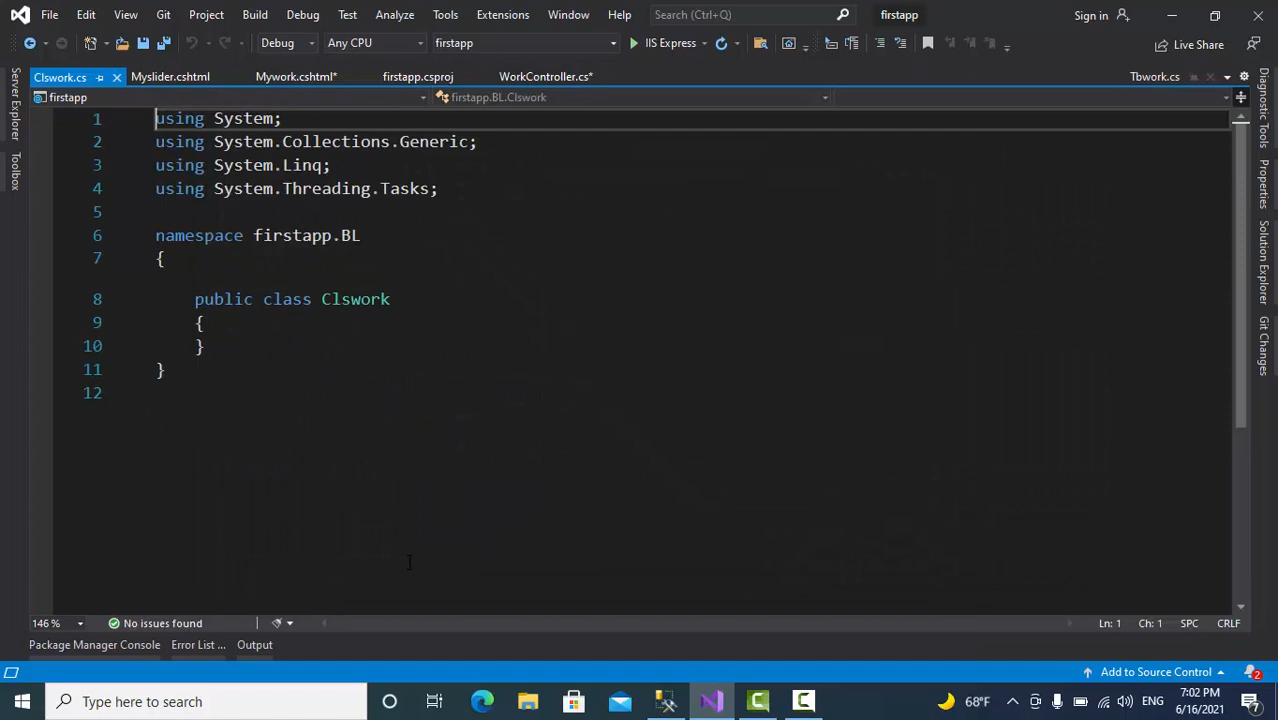 File Edit View Git Project Build Debug Test Analyze Tools Extensions Window Help Search (Ctrl+Q) firstapp Sign in
Debug Any CPU firstapp IIS Express Live Share
Clswork.cs Myslider.cshtml Mywork.cshtml* firstapp.csproj WorkController.cs* Tbwork.cs
firstapp firstapp.BL.Clswork
Server Explorer
Toolbox
1 using System;
2 using System.Collections.Generic;
3 using System.Linq;
4 using System.Threading.Tasks;
5
6 namespace firstapp.BL
7 {
8 public class Clswork
9 {
10 }
11 }
12
Diagnostic Tools
Properties
Solution Explorer
Git Changes
146 % No issues found Ln: 1 Ch: 1 SPC CRLF
Package Manager Console Error List ... Output
Add to Source Control 2
Type here to search 68°F ENG 7:02 PM
6/16/2021 7